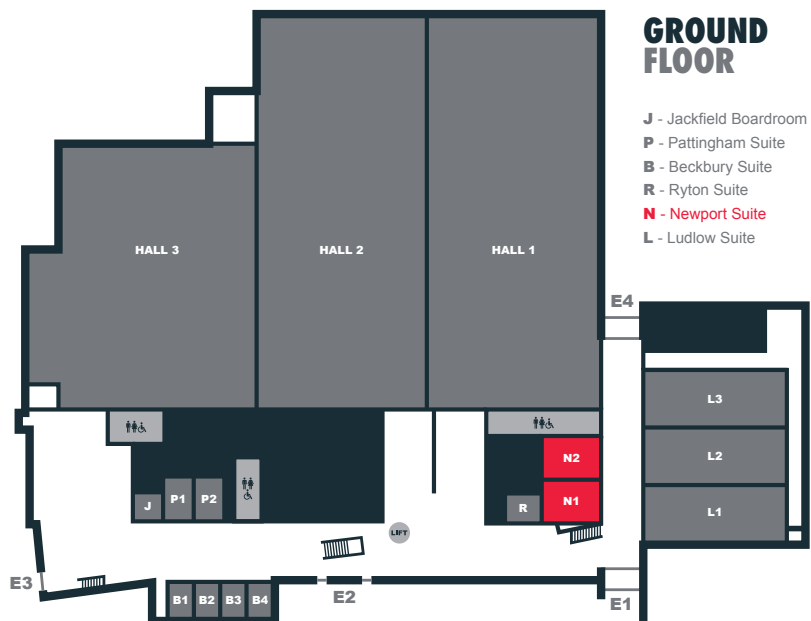 GROUND
FLOOR
J - Jackfield Boardroom
P - Pattingham Suite
B - Beckbury Suite
R - Ryton Suite
N - Newport Suite
L - Ludlow Suite
HALL 3
HALL 2
HALL 1
E4
L3
L2
L1
N2
N1
R
J
P1
P2
LIFT
E3
B1
B2
B3
B4
E2
E1